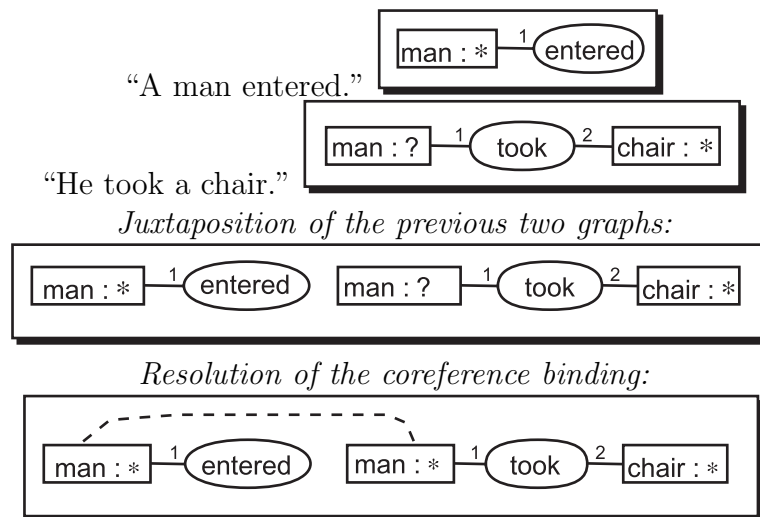 man : * 1 entered
“A man entered.”
man : ? 1 took 2 chair : *
“He took a chair.”
Juxtaposition of the previous two graphs:
man : * 1 entered man : ? 1 took 2 chair : *
Resolution of the coreference binding:
man : * 1 entered man : * 1 took 2 chair : *